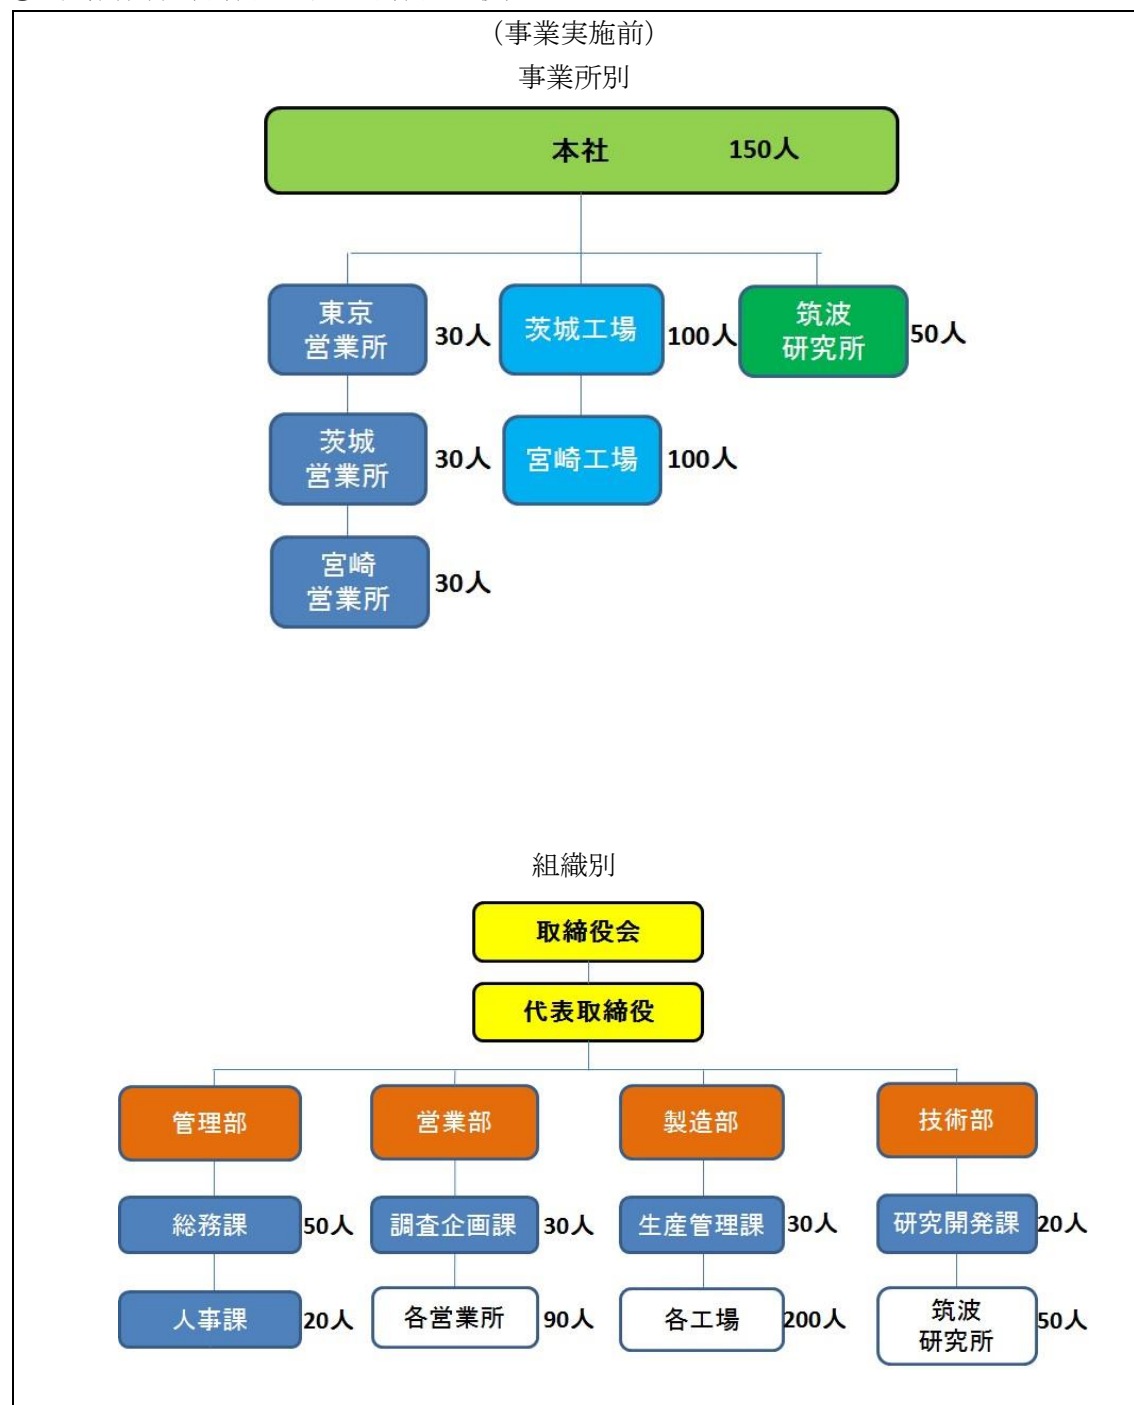 （事業実施前）
事業所別
本社 150人
東京
営業所
30人
茨城工場
100人
筑波
研究所
50人
茨城
営業所
30人
宮崎工場
100人
宮崎
営業所
30人
組織別
取締役会
代表取締役
管理部
営業部
製造部
技術部
総務課
50人
調査企画課
30人
生産管理課
30人
研究開発課
20人
人事課
20人
各営業所
90人
各工場
200人
筑波
研究所
50人